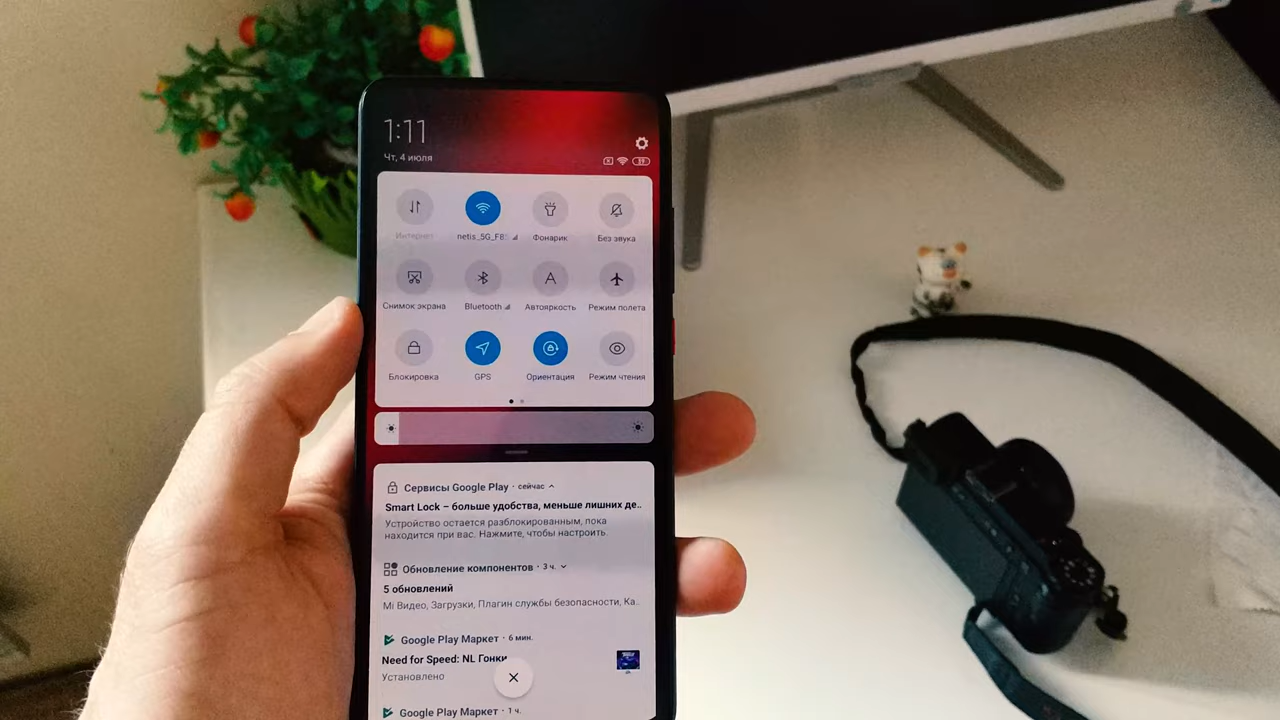 1:11
Чт, 4 июля
39
Интернет
netis_5G_FB
Фонарик
Без звука
Снимок экрана
Bluetooth
Автояркость
Режим полета
Блокировка
GPS
Ориентация
Режим чтения
Сервисы Google Play · сейчас
Smart Lock – больше удобства, меньше лишних де..
Устройство остается разблокированным, пока
находится при вас. Нажмите, чтобы настроить.
Обновление компонентов · 3 ч.
5 обновлений
Mi Видео, Загрузки, Плагин службы безопасности, Ка..
Google Play Маркет · 6 мин.
Need for Speed: NL Гонки
Установлено
Google Play Маркет · 1 ч.